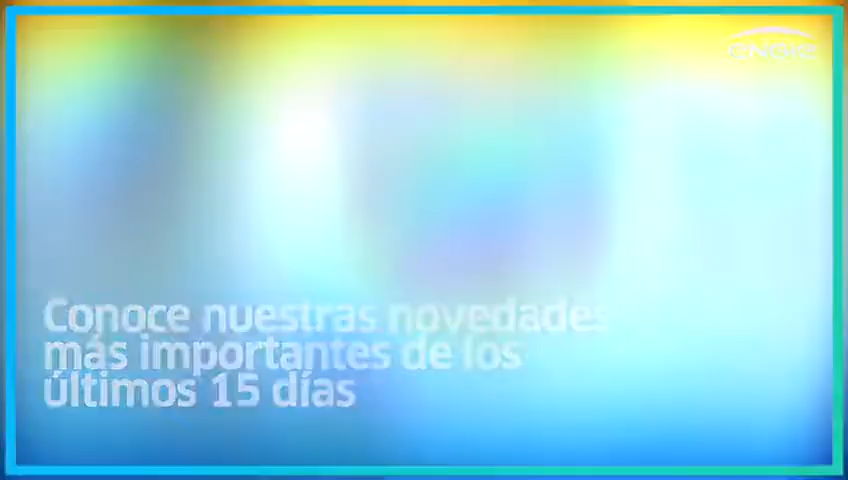 ENGIE
Conoce nuestras novedades
más importantes de los
últimos 15 días